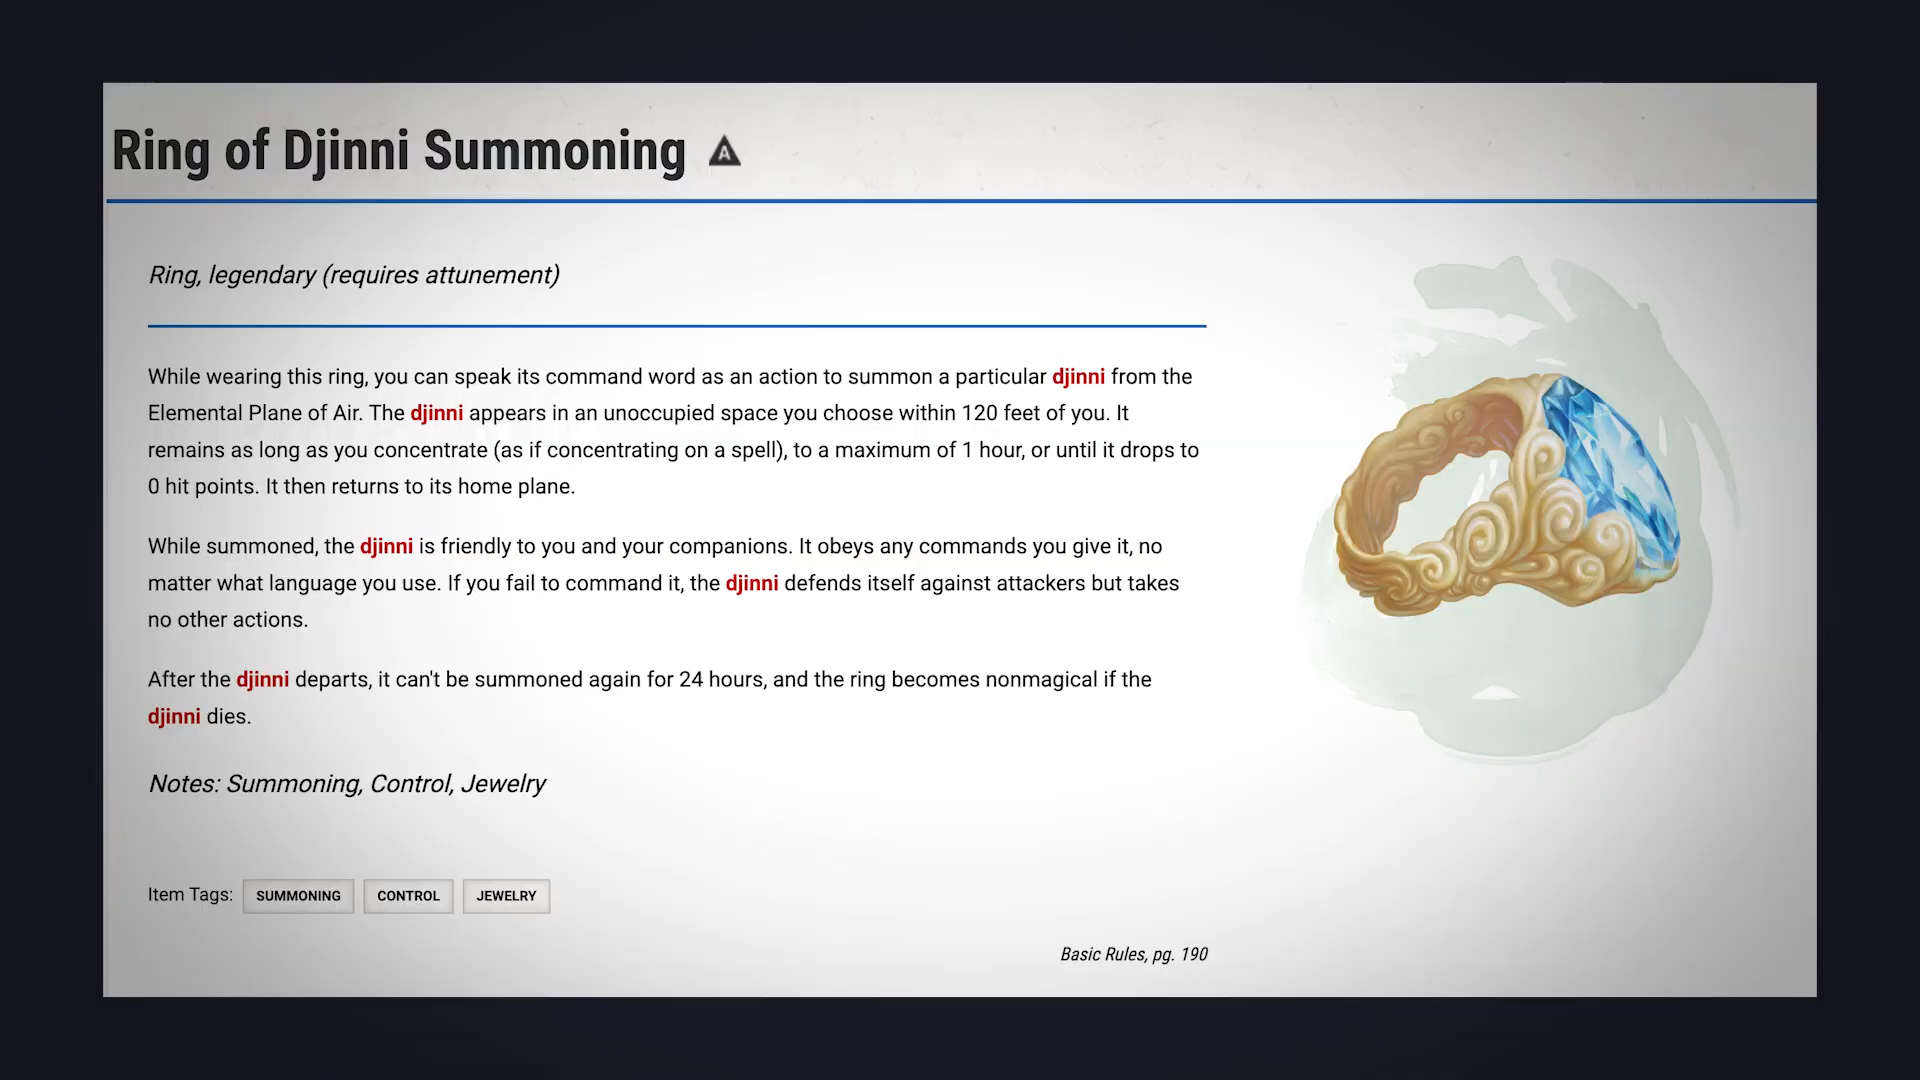 Ring of Djinni Summoning A
Ring, legendary (requires attunement)
While wearing this ring, you can speak its command word as an action to summon a particular djinni from the
Elemental Plane of Air. The djinni appears in an unoccupied space you choose within 120 feet of you. It
remains as long as you concentrate (as if concentrating on a spell), to a maximum of 1 hour, or until it drops to
0 hit points. It then returns to its home plane.
While summoned, the djinni is friendly to you and your companions. It obeys any commands you give it, no
matter what language you use. If you fail to command it, the djinni defends itself against attackers but takes
no other actions.
After the djinni departs, it can't be summoned again for 24 hours, and the ring becomes nonmagical if the
djinni dies.
Notes: Summoning, Control, Jewelry
Item Tags: SUMMONING CONTROL JEWELRY
Basic Rules, pg. 190